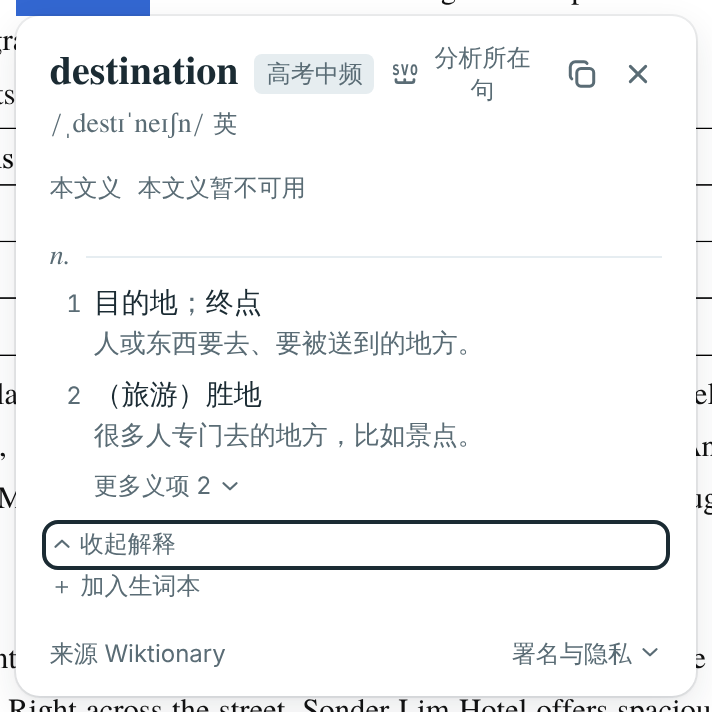 gra
ts
is
destination 高考中频 SVO 分析所在句
/ˌdestɪˈneɪʃn/ 英
本文义 本文义暂不可用
n.
1 目的地；终点
人或东西要去、要被送到的地方。
2 （旅游）胜地
很多人专门去的地方，比如景点。
更多义项 2
收起解释
+ 加入生词本
来源 Wiktionary 署名与隐私
Right across the street, Sonder Lim Hotel offers spaciou